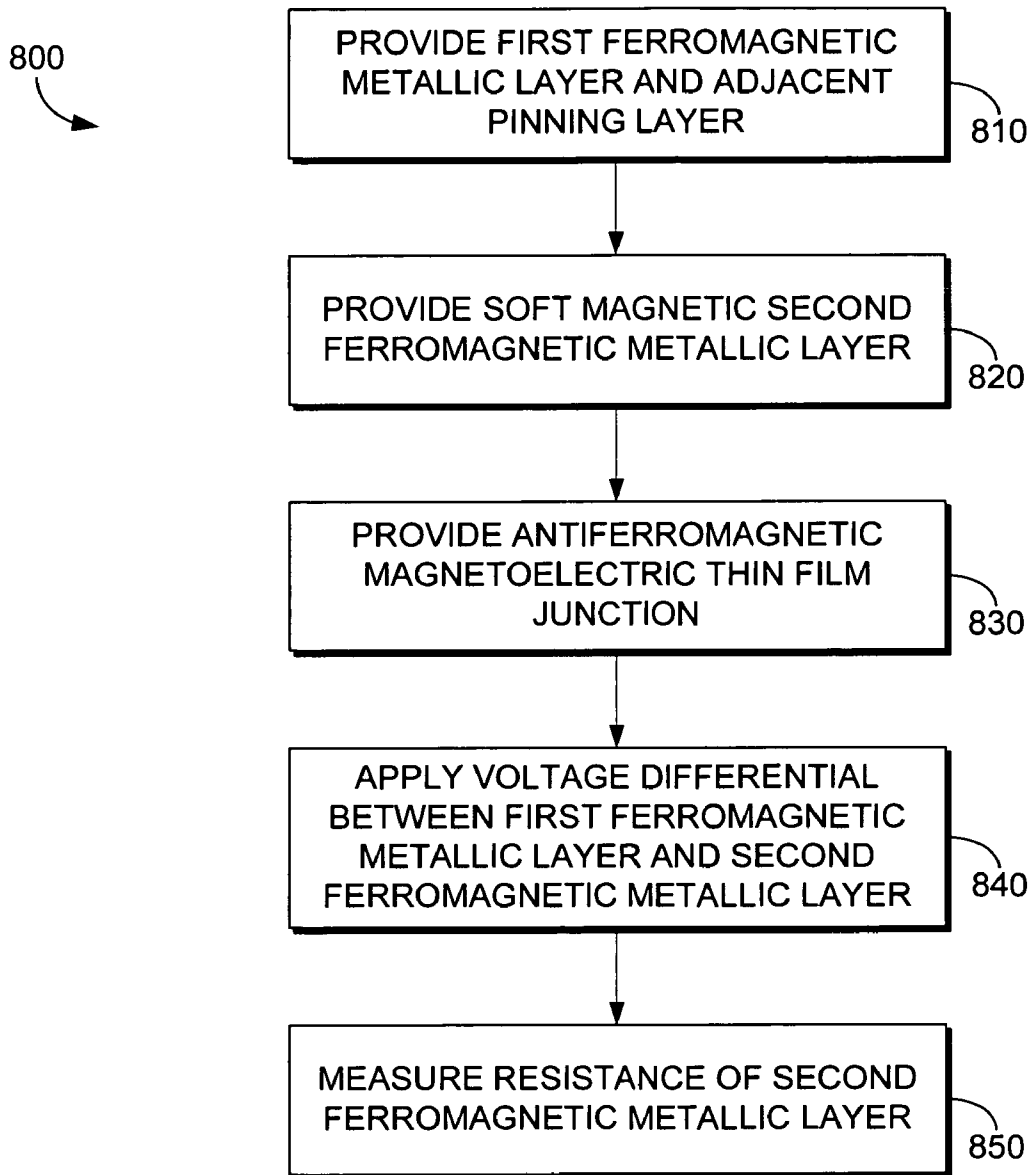 800
PROVIDE FIRST FERROMAGNETIC
METALLIC LAYER AND ADJACENT
PINNING LAYER
810
PROVIDE SOFT MAGNETIC SECOND
FERROMAGNETIC METALLIC LAYER
820
PROVIDE ANTIFERROMAGNETIC
MAGNETOELECTRIC THIN FILM
JUNCTION
830
APPLY VOLTAGE DIFFERENTIAL
BETWEEN FIRST FERROMAGNETIC
METALLIC LAYER AND SECOND
FERROMAGNETIC METALLIC LAYER
840
MEASURE RESISTANCE OF SECOND
FERROMAGNETIC METALLIC LAYER
850